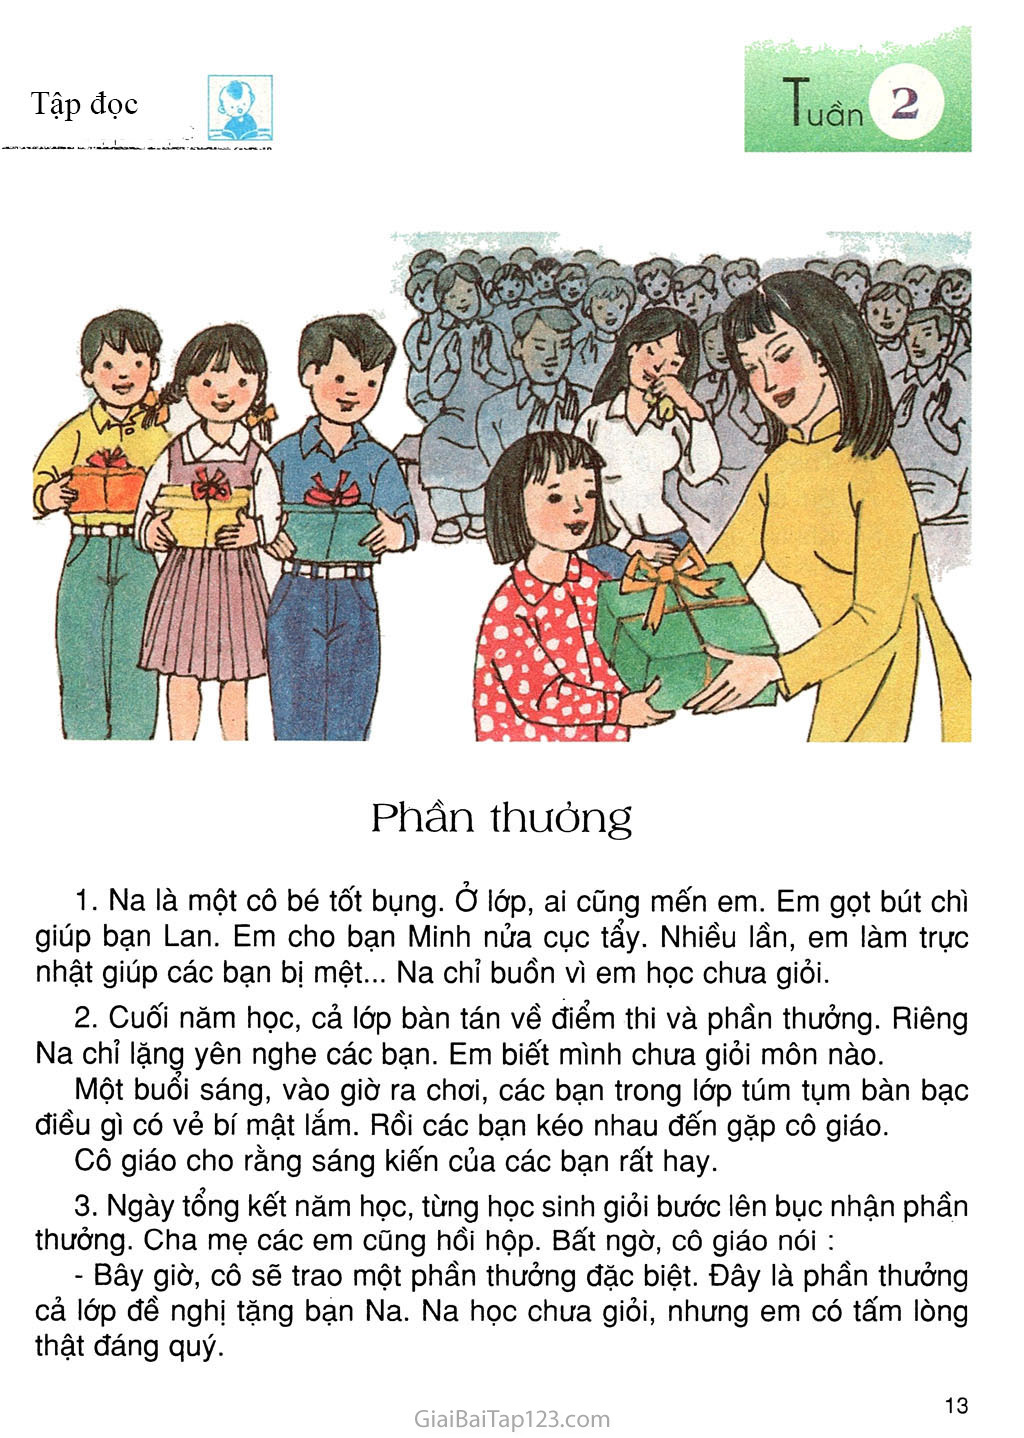 Tập đọc
Tuần 2
Phần thưởng
1. Na là một cô bé tốt bụng. Ở lớp, ai cũng mến em. Em gọt bút chì
giúp bạn Lan. Em cho bạn Minh nửa cục tẩy. Nhiều lần, em làm trực
nhật giúp các bạn bị mệt... Na chỉ buồn vì em học chưa giỏi.
2. Cuối năm học, cả lớp bàn tán về điểm thi và phần thưởng. Riêng
Na chỉ lặng yên nghe các bạn. Em biết mình chưa giỏi môn nào.
Một buổi sáng, vào giờ ra chơi, các bạn trong lớp túm tụm bàn bạc
điều gì có vẻ bí mật lắm. Rồi các bạn kéo nhau đến gặp cô giáo.
Cô giáo cho rằng sáng kiến của các bạn rất hay.
3. Ngày tổng kết năm học, từng học sinh giỏi bước lên bục nhận phần
thưởng. Cha mẹ các em cũng hồi hộp. Bất ngờ, cô giáo nói :
- Bây giờ, cô sẽ trao một phần thưởng đặc biệt. Đây là phần thưởng
cả lớp đề nghị tặng bạn Na. Na học chưa giỏi, nhưng em có tấm lòng
thật đáng quý.
13
GiaiBaiTap123.com